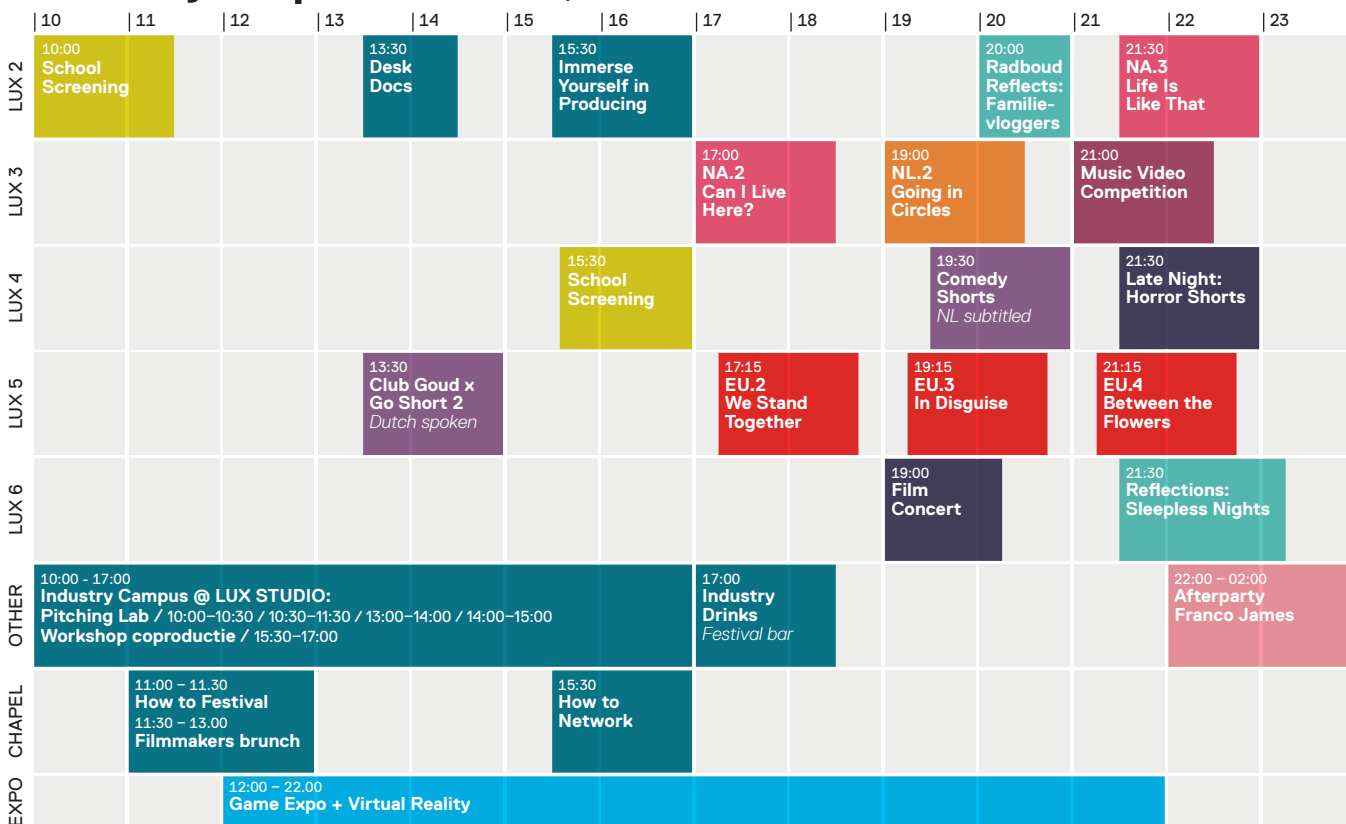 | 10 | 11 | 12 | 13 | 14 | 15 | 16 | 17 | 18 | 19 | 20 | 21 | 22 | 23
LUX 2
10:00
School
Screening
13:30
Desk
Docs
15:30
Immerse
Yourself in
Producing
20:00
Radboud
Reflects:
Familie-
vloggers
21:30
NA.3
Life Is
Like That
LUX 3
17:00
NA.2
Can I Live
Here?
19:00
NL.2
Going in
Circles
21:00
Music Video
Competition
LUX 4
15:30
School
Screening
19:30
Comedy
Shorts
NL subtitled
21:30
Late Night:
Horror Shorts
LUX 5
13:30
Club Goud x
Go Short 2
Dutch spoken
17:15
EU.2
We Stand
Together
19:15
EU.3
In Disguise
21:15
EU.4
Between the
Flowers
LUX 6
19:00
Film
Concert
21:30
Reflections:
Sleepless Nights
OTHER
10:00 - 17:00
Industry Campus @ LUX STUDIO:
Pitching Lab / 10:00–10:30 / 10:30–11:30 / 13:00–14:00 / 14:00–15:00
Workshop coproductie / 15:30–17:00
17:00
Industry
Drinks
Festival bar
22:00 – 02:00
Afterparty
Franco James
CHAPEL
11:00 – 11.30
How to Festival
11:30 – 13.00
Filmmakers brunch
15:30
How to
Network
EXPO
12:00 – 22.00
Game Expo + Virtual Reality